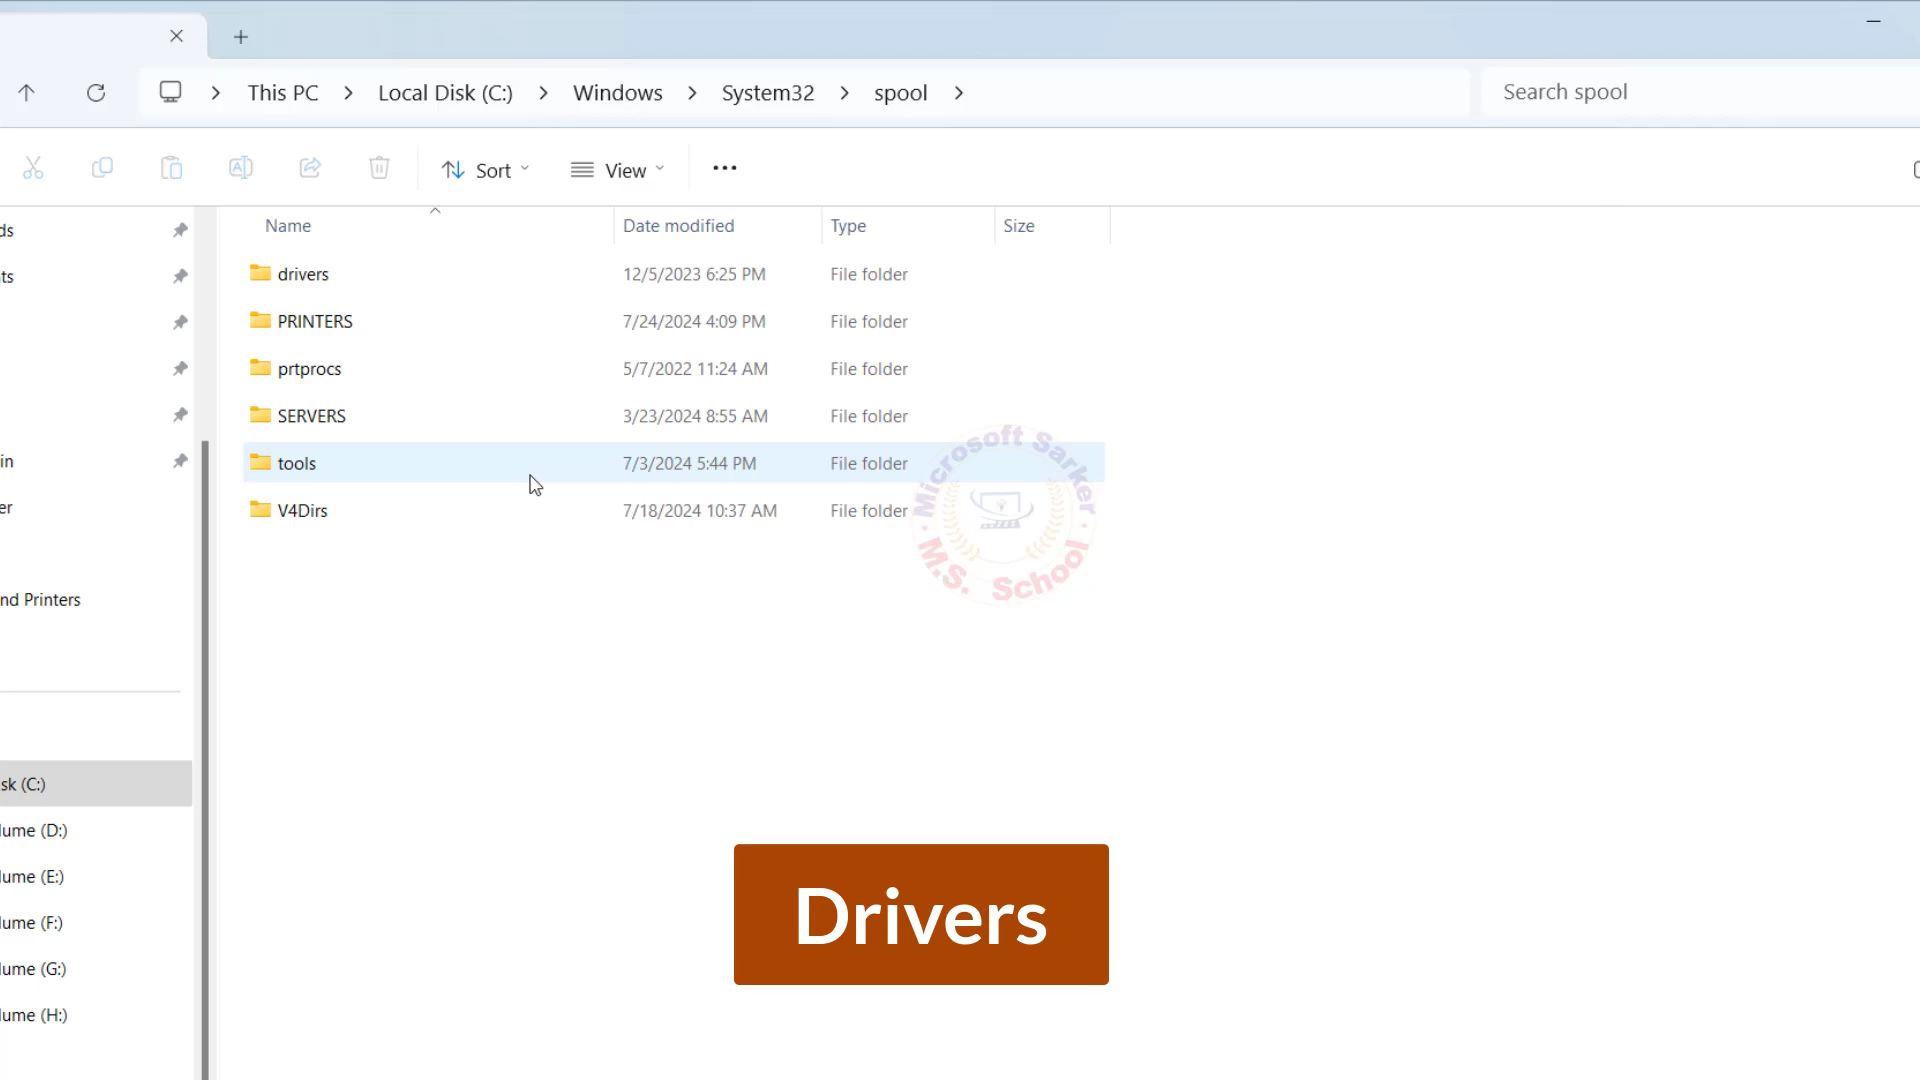 This PC > Local Disk (C:) > Windows > System32 > spool >
Search spool
Sort
View
Name Date modified Type Size
drivers 12/5/2023 6:25 PM File folder
PRINTERS 7/24/2024 4:09 PM File folder
prtprocs 5/7/2022 11:24 AM File folder
SERVERS 3/23/2024 8:55 AM File folder
tools 7/3/2024 5:44 PM File folder
V4Dirs 7/18/2024 10:37 AM File folder
ds
ts
in
er
nd Printers
sk (C:)
lume (D:)
lume (E:)
lume (F:)
lume (G:)
lume (H:)
Microsoft Sarker
M.S. School
Drivers